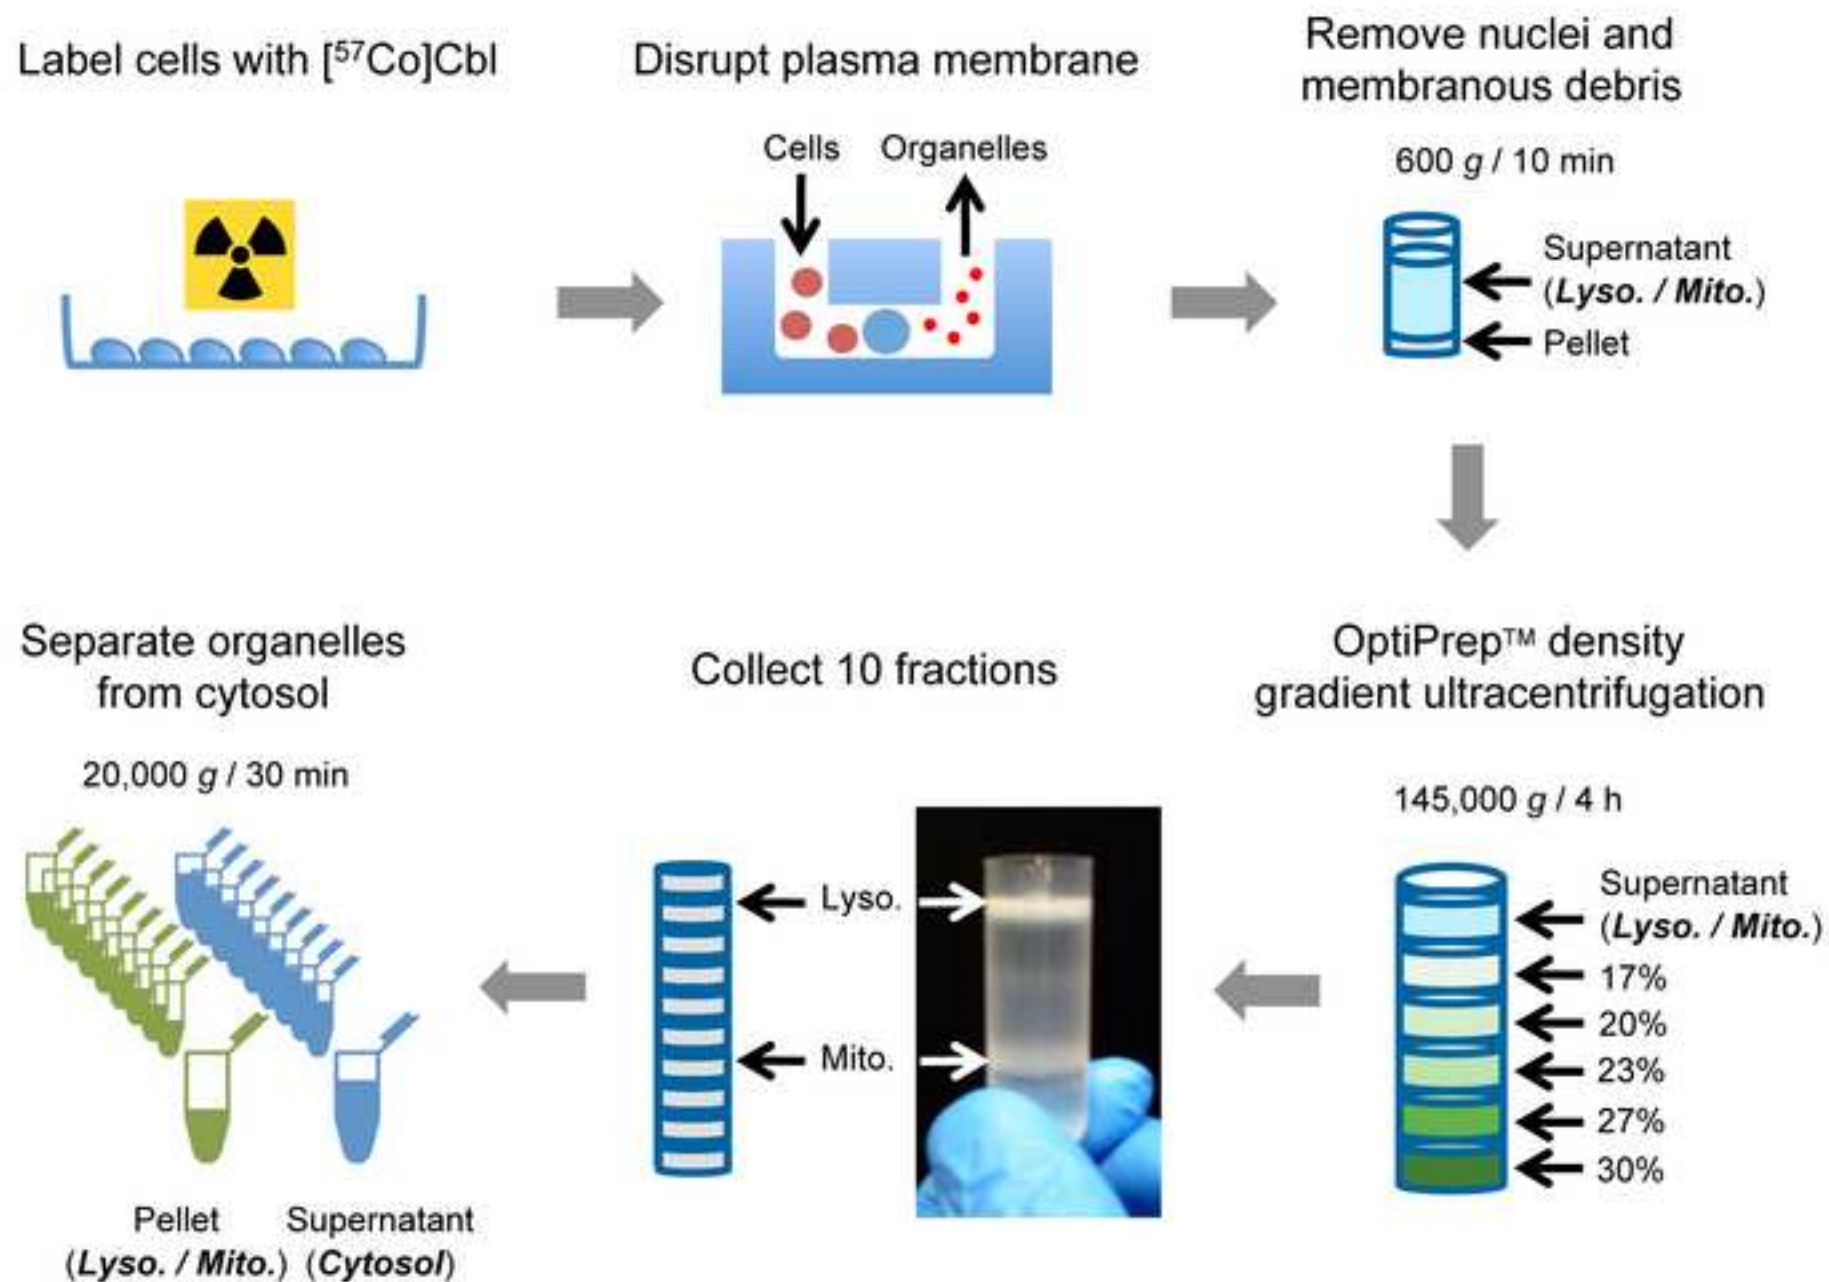 Label cells with [⁵⁷Co]Cbl
Disrupt plasma membrane
Cells
Organelles
Remove nuclei and
membranous debris
600 g / 10 min
Supernatant
(Lyso. / Mito.)
Pellet
OptiPrep™ density
gradient ultracentrifugation
145,000 g / 4 h
Supernatant
(Lyso. / Mito.)
17%
20%
23%
27%
30%
Collect 10 fractions
Lyso.
Mito.
Separate organelles
from cytosol
20,000 g / 30 min
Pellet
(Lyso. / Mito.)
Supernatant
(Cytosol)